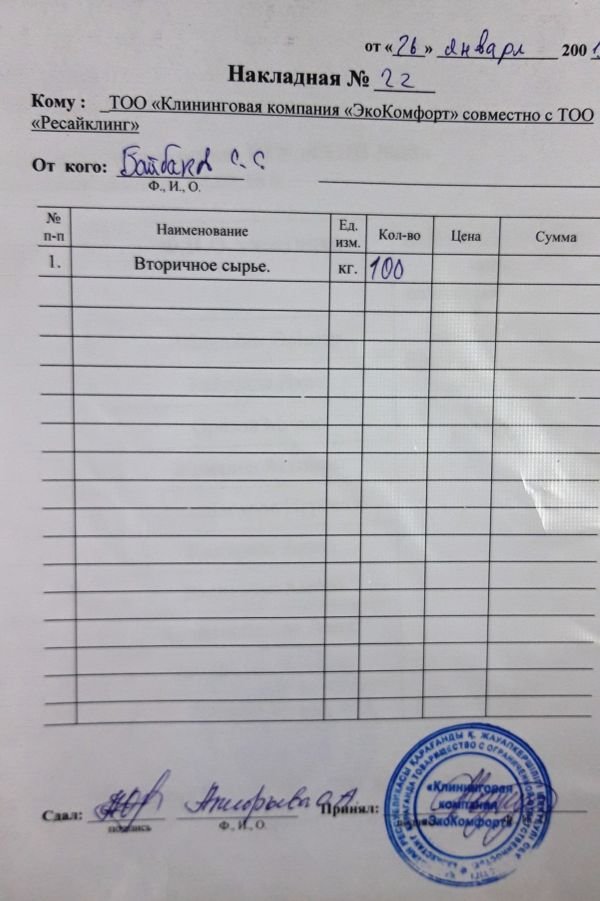 от «26» января 200
Накладная № 22
Кому : ТОО «Клининговая компания «ЭкоКомфорт» совместно с ТОО
«Ресайклинг»
От кого: Байбаков С. С
Ф., И., О.
№ п-п Наименование Ед. изм. Кол-во Цена Сумма
1. Вторичное сырье. кг. 100
Сдал: Принял:
подпись Ф., И., О.
«Клининговая
компания
«ЭкоКомфорт»